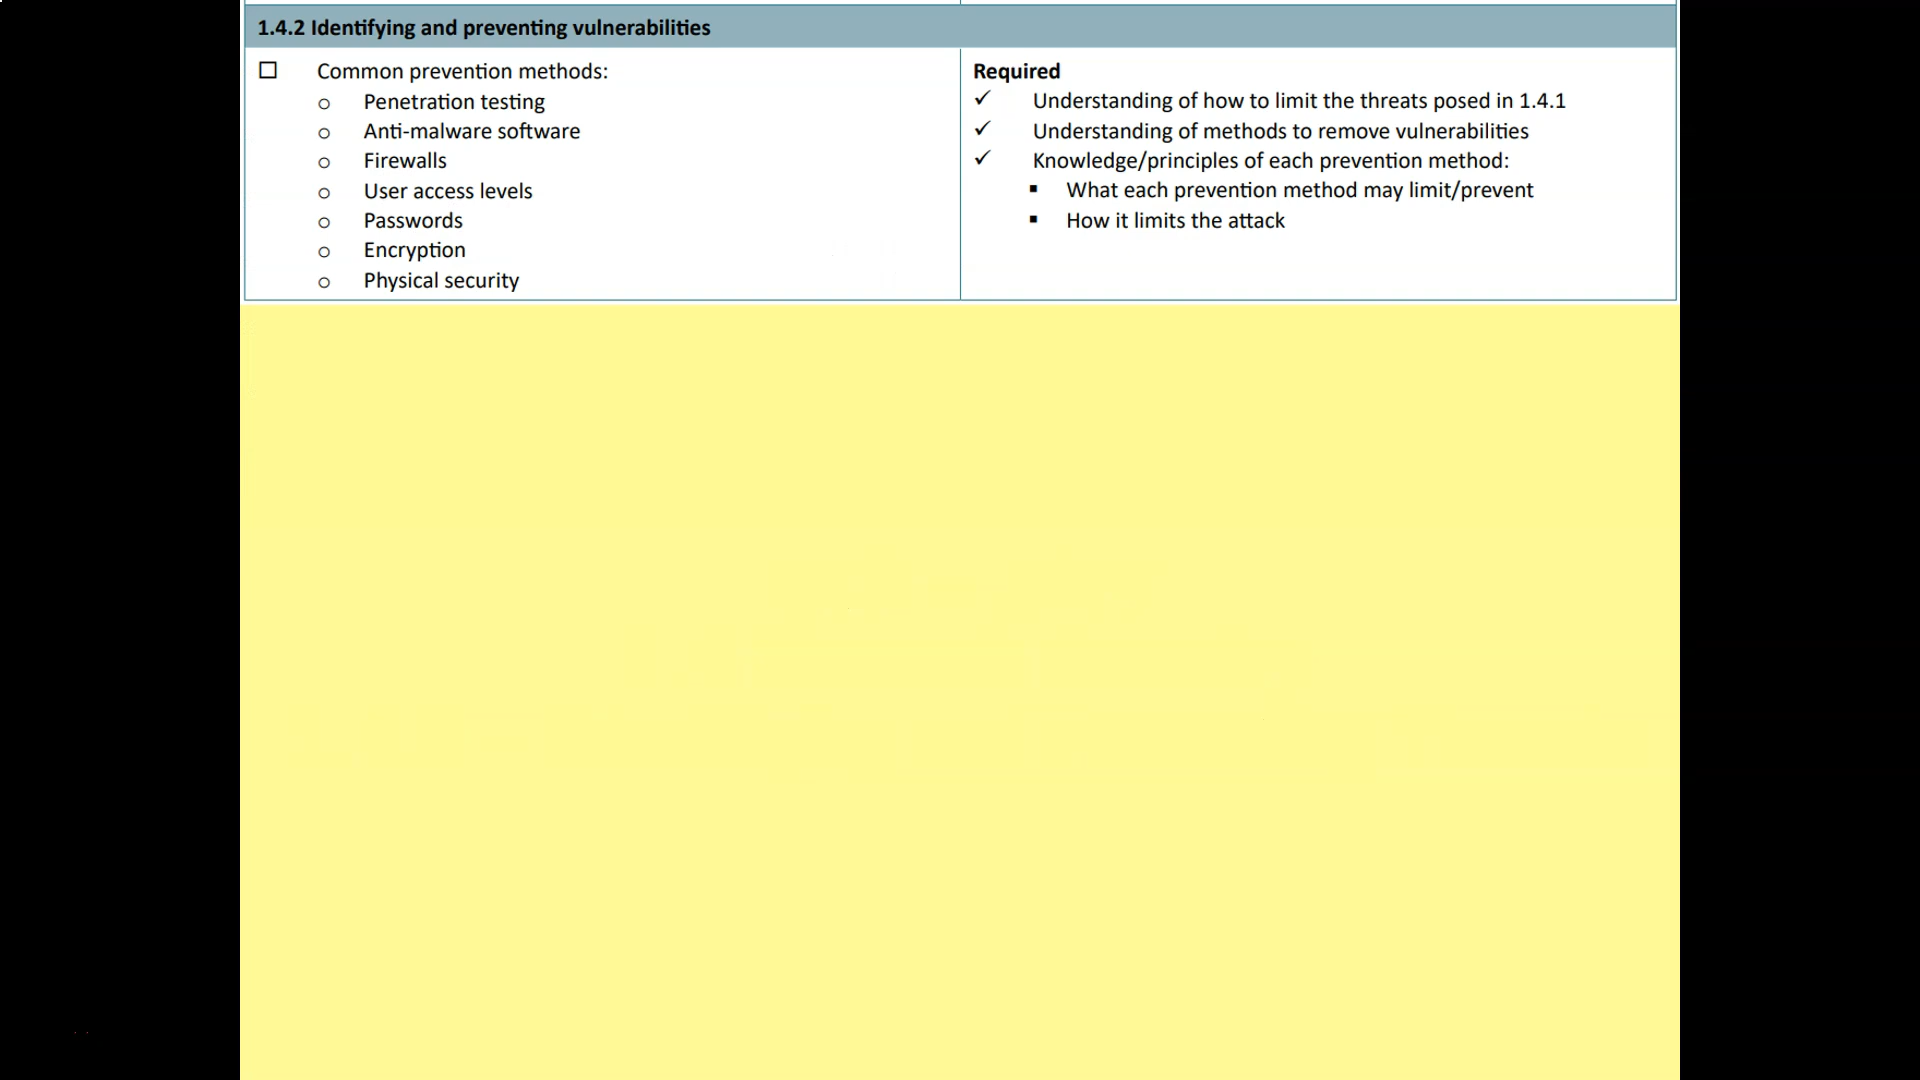 1.4.2 Identifying and preventing vulnerabilities
Common prevention methods:
Penetration testing
Anti-malware software
Firewalls
User access levels
Passwords
Encryption
Physical security
Required
Understanding of how to limit the threats posed in 1.4.1
Understanding of methods to remove vulnerabilities
Knowledge/principles of each prevention method:
What each prevention method may limit/prevent
How it limits the attack